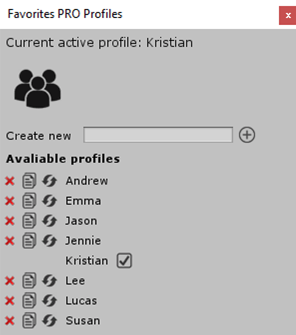 Favorites PRO Profiles
x
Current active profile: Kristian
Create new
Avaliable profiles
Andrew
Emma
Jason
Jennie
Kristian
Lee
Lucas
Susan